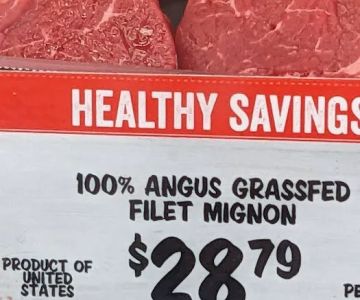 HEALTHY SAVINGS
100% ANGUS GRASSFED
FILET MIGNON
PRODUCT OF
UNITED
STATES
$28.79